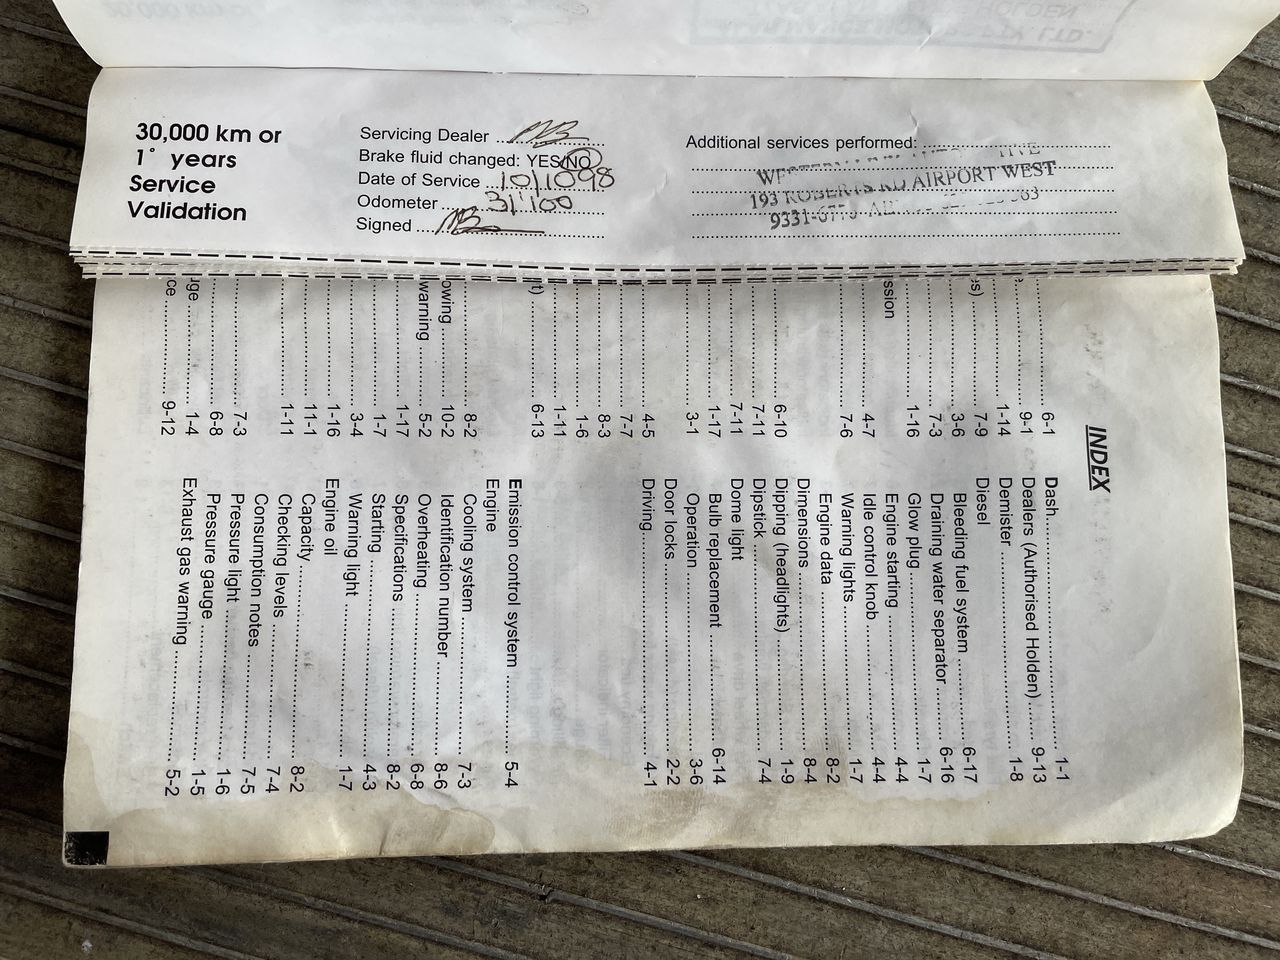 30,000 km or
1˚ years
Service
Validation
Servicing Dealer
Brake fluid changed: YES/NO
Date of Service
Odometer 31'100
Signed
Additional services performed:
193 ROBERTS RD AIRPORT WEST
INDEX
6-1
9-1
1-14
7-9
3-6
7-3
1-16
ssion
4-7
7-6
6-10
7-11
7-11
1-17
3-1
4-5
7-7
8-3
1-6
1-11
6-13
8-2
owing 10-2
warning 5-2
1-17
1-7
3-4
1-16
11-1
1-11
7-3
6-8
1-4
9-12
Dash 1-1
Dealers (Authorised Holden) 9-13
Demister 1-8
Diesel
Bleeding fuel system 6-17
Draining water separator 6-16
Glow plug 1-7
Engine starting 4-4
Idle control knob 4-4
Warning lights 1-7
Engine data 8-2
Dimensions 8-4
Dipping (headlights) 1-9
Dipstick 7-4
Dome light
Bulb replacement 6-14
Operation 3-6
Door locks 2-2
Driving 4-1
Emission control system 5-4
Engine
Cooling system 7-3
Identification number 8-6
Overheating 6-8
Specifications 8-2
Starting 4-3
Warning light 1-7
Engine oil
Capacity 8-2
Checking levels 7-4
Consumption notes 7-5
Pressure light 1-6
Pressure gauge 1-5
Exhaust gas warning 5-2